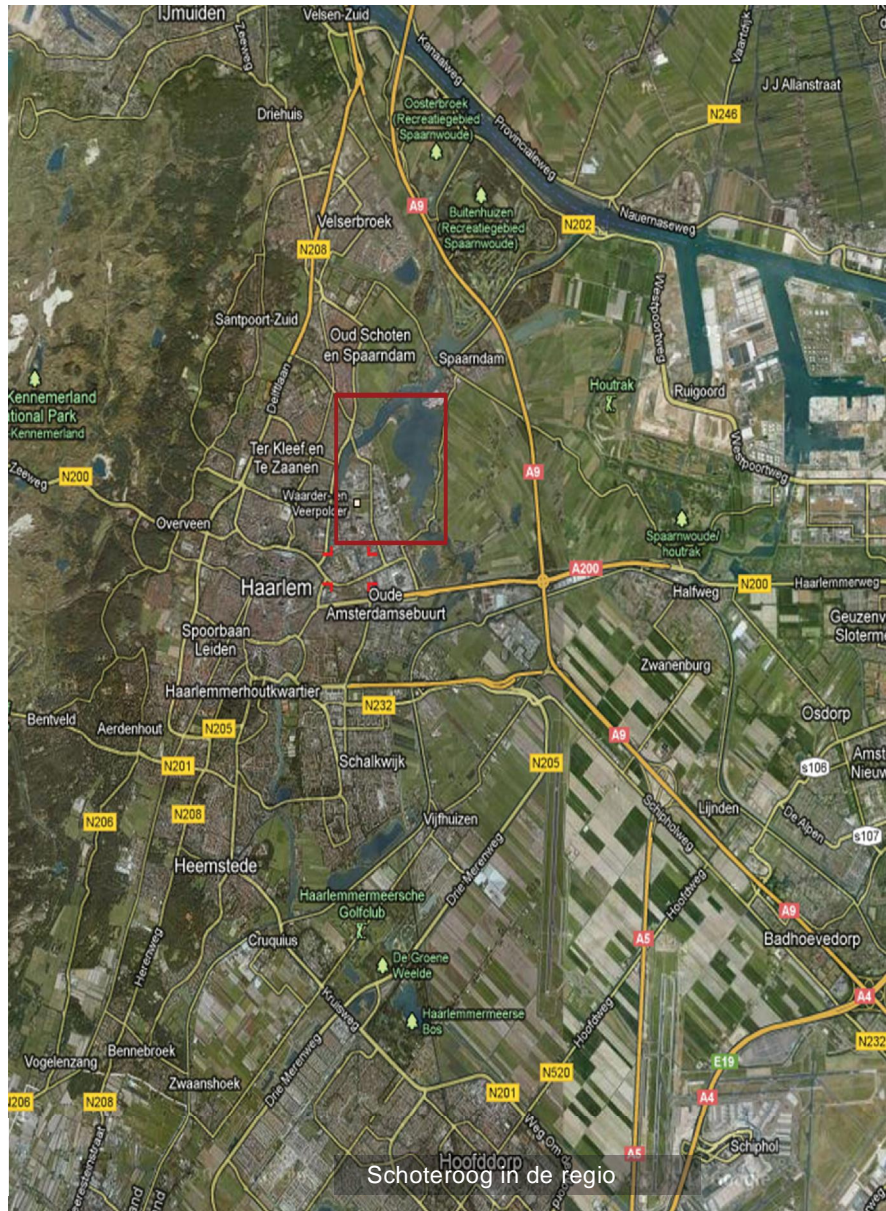 IJmuiden
Velsen-Zuid
Zeeweg
Kanaalweg
Vaartdijk
J J Allanstraat
Oosterbroek
(Recreatiegebied
Spaarnwoude)
Driehuis
N246
Provincialeweg
A9
Buitenhuizen
(Recreatiegebied
Spaarnwoude)
Velserbroek
N202
Nauernaseweg
N208
Westpoortweg
Santpoort-Zuid
Oud Schoten
en Spaarndam
Spaarndam
Delftlaan
Houtrak
Ruigoord
Kennemerland
tional Park
-Kennemerland
Ter Kleef en
Te Zaanen
Westpoortweg
Zeeweg
N200
A9
Waarder- en
Veerpolder
Overveen
Spaarnwoude/
houtrak
A200
Haarlem
Oude
Amsterdamsebuurt
N200
Haarlemmerweg
Halfweg
Geuzenv
Sloterme
Spoorbaan
Leiden
Zwanenburg
Haarlemmerhoutkwartier
N232
Bentveld
Aerdenhout
N205
Osdorp
A9
Schalkwijk
N205
N201
s106
Amst
Nieuw
N206
N208
Vijfhuizen
Schipholweg
Lijnden
De Alpen
s107
Heemstede
Drie Merenweg
Hoofdweg
Haarlemmermeersche
Golfclub
A9
Herenweg
Cruquius
A5
Badhoevedorp
De Groene
Weelde
A4
Kruisweg
Haarlemmermeerse
Bos
Hoofdweg
N232
Bennebroek
Vogelenzang
Drie Merenweg
E19
Zwaanshoek
N520
N201
A4
N206
N208
Weg Om d
Schiphol
A5
Hoofddorp
Schoteroog in de regio